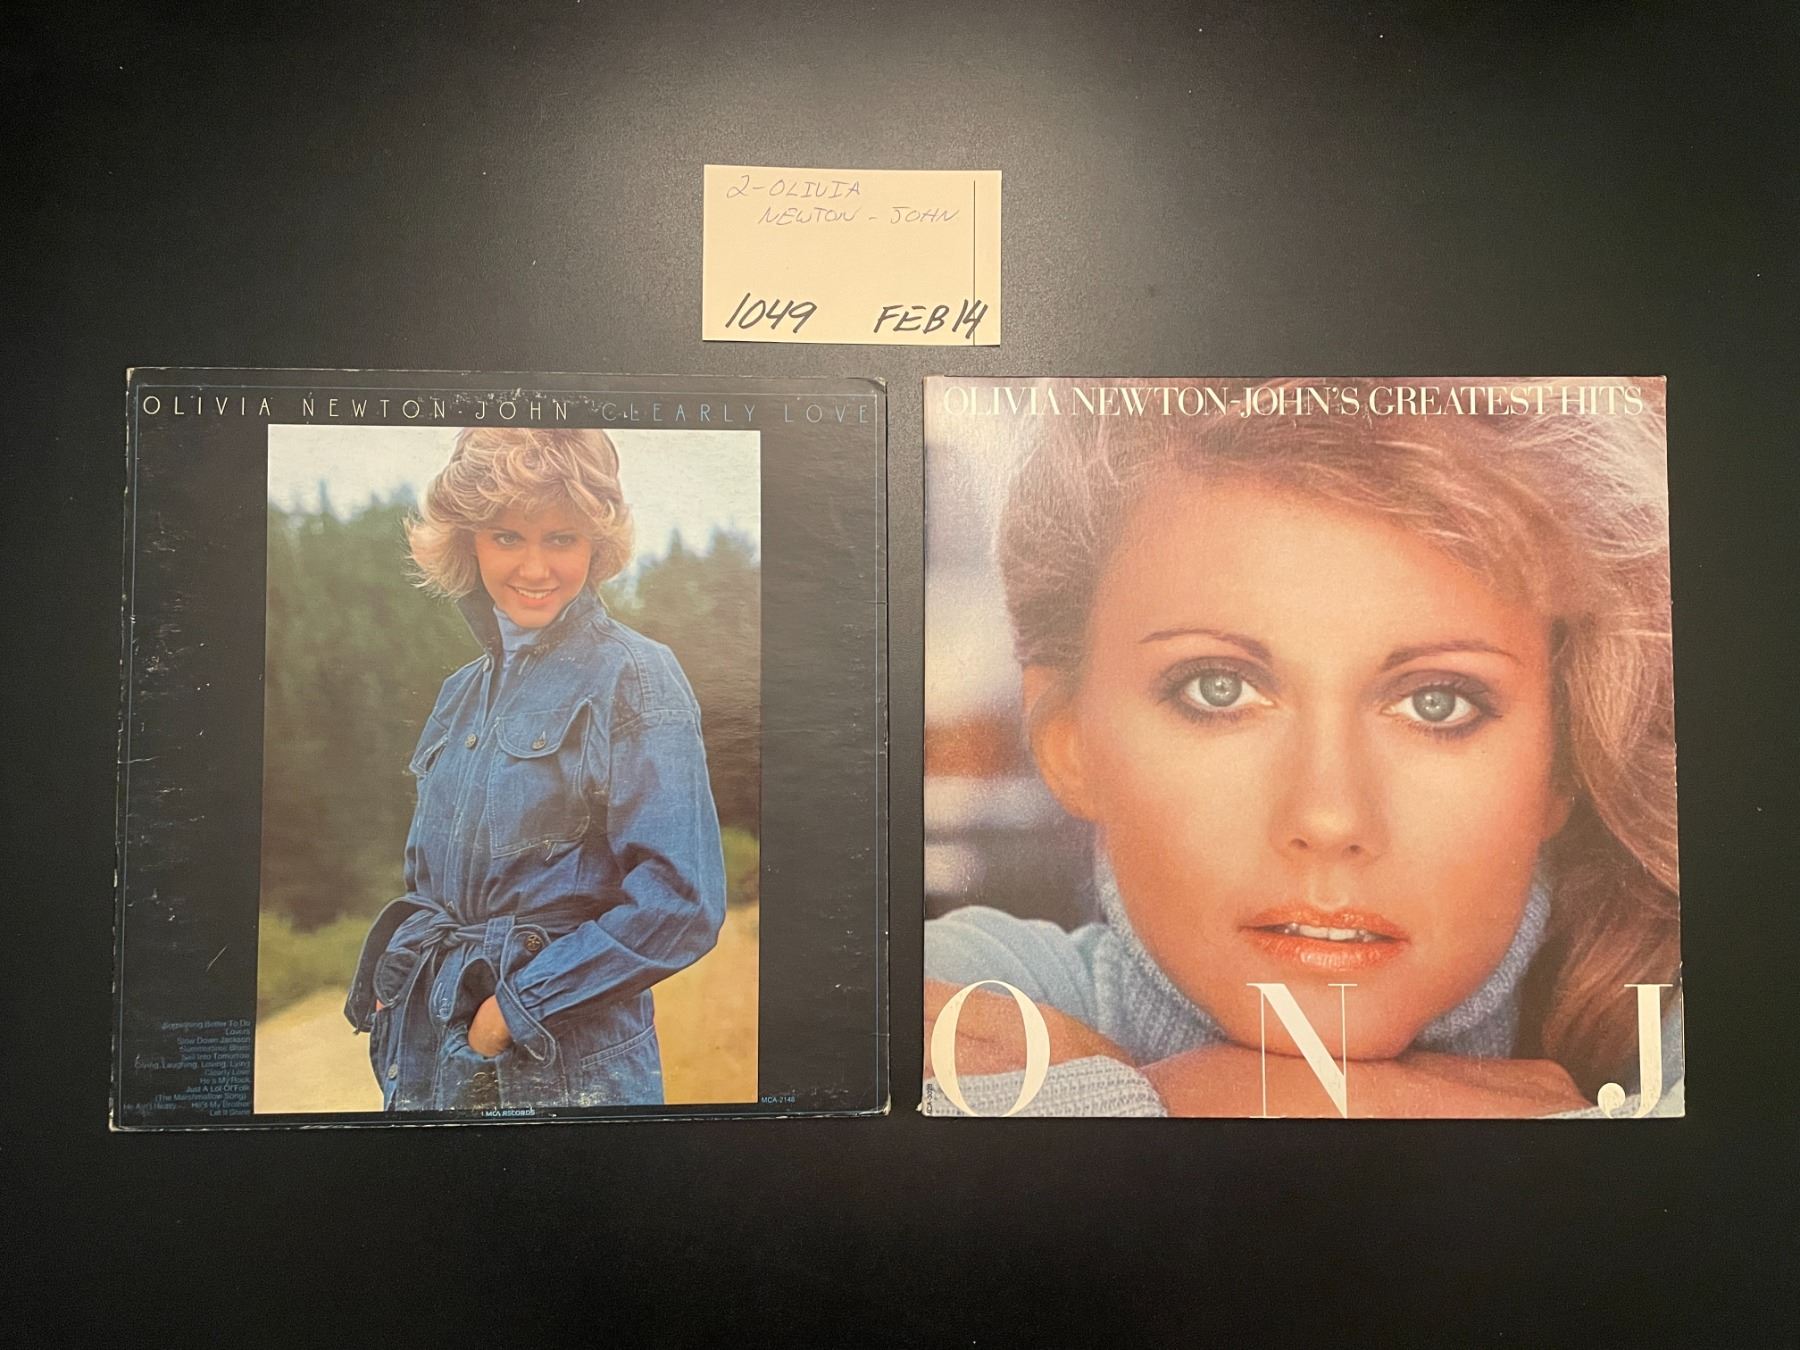 2-OLIVIA
NEWTON-JOHN
1049 FEB 14
OLIVIA NEWTON-JOHN CLEARLY LOVE
Something Better To Do
Lovers
Slow Down Jackson
Summertime Blues
Sail Into Tomorrow
Crying, Laughing, Loving, Lying
Clearly Love
He's My Rock
Just A Lot Of Folk
(The Marshmallow Song)
He Ain't Heavy... He's My Brother
Let It Shine
MCA RECORDS
MCA-2148
OLIVIA NEWTON-JOHN'S GREATEST HITS
O N J